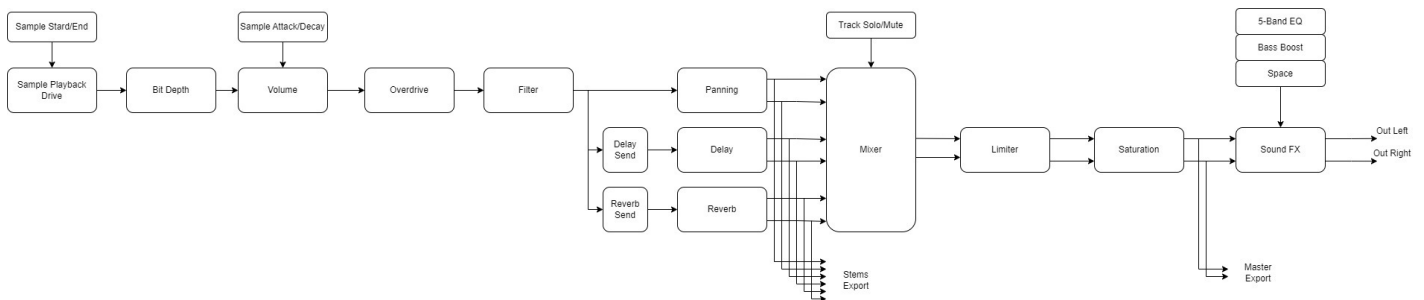 Sample Stard/End
Sample Attack/Decay
Track Solo/Mute
5-Band EQ
Bass Boost
Space
Sample Playback
Drive
Bit Depth
Volume
Overdrive
Filter
Panning
Delay
Send
Delay
Reverb
Send
Reverb
Mixer
Limiter
Saturation
Sound FX
Out Left
Out Right
Stems
Export
Master
Export